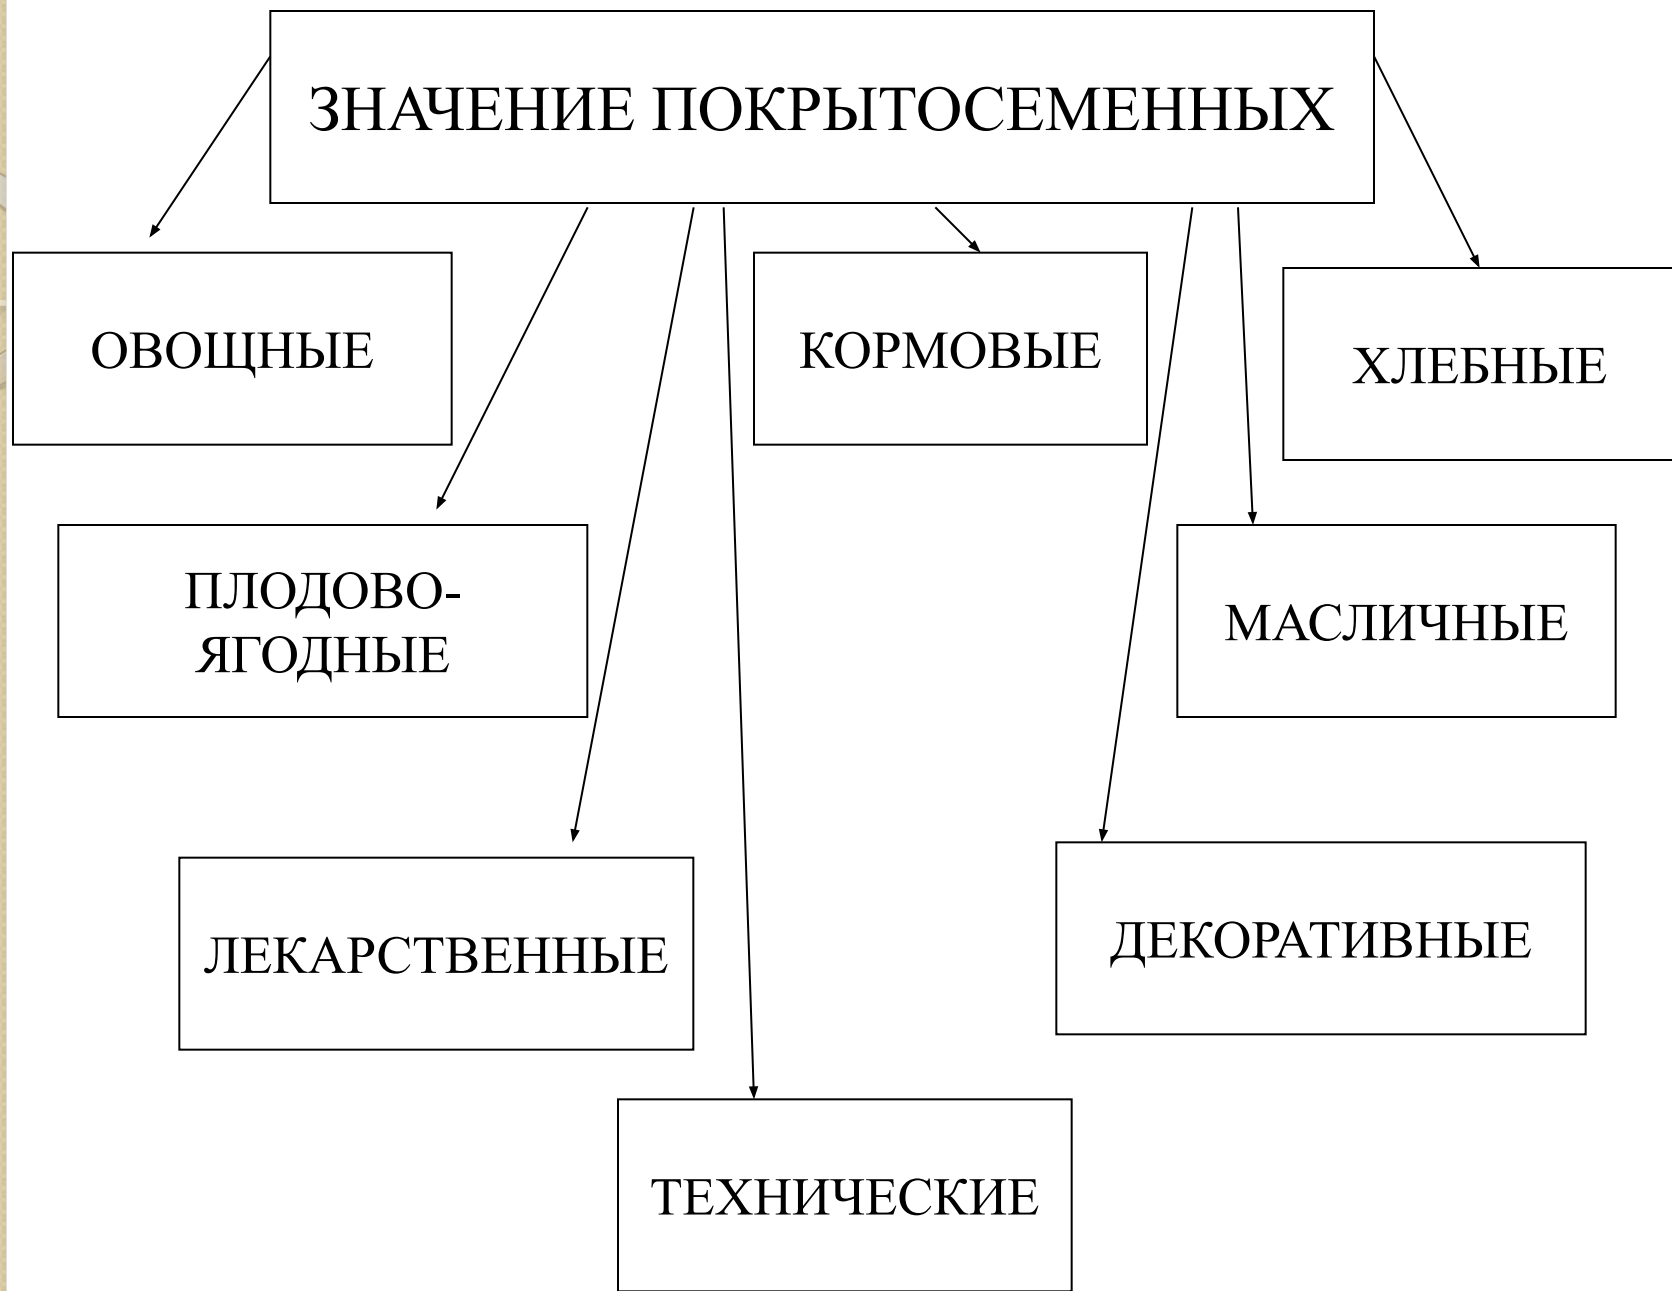 ЗНАЧЕНИЕ ПОКРЫТОСЕМЕННЫХ
ОВОЩНЫЕ
КОРМОВЫЕ
ХЛЕБНЫЕ
ПЛОДОВО-
ЯГОДНЫЕ
МАСЛИЧНЫЕ
ЛЕКАРСТВЕННЫЕ
ДЕКОРАТИВНЫЕ
ТЕХНИЧЕСКИЕ